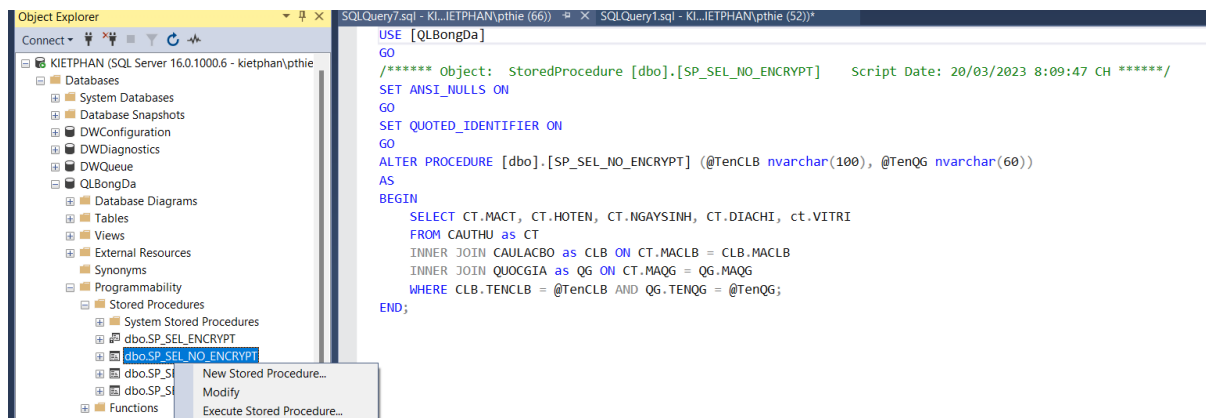 Object Explorer
Connect
KIETPHAN (SQL Server 16.0.1000.6 - kietphan\pthie
Databases
System Databases
Database Snapshots
DWConfiguration
DWDiagnostics
DWQueue
QLBongDa
Database Diagrams
Tables
Views
External Resources
Synonyms
Programmability
Stored Procedures
System Stored Procedures
dbo.SP_SEL_ENCRYPT
dbo.SP_SEL_NO_ENCRYPT
dbo.SP_SE
dbo.SP_SE
Functions
New Stored Procedure...
Modify
Execute Stored Procedure...
SQLQuery7.sql - KI...IETPHAN\pthie (66))
SQLQuery1.sql - KI...IETPHAN\pthie (52))*
USE [QLBongDa]
GO
/****** Object:  StoredProcedure [dbo].[SP_SEL_NO_ENCRYPT]    Script Date: 20/03/2023 8:09:47 CH ******/
SET ANSI_NULLS ON
GO
SET QUOTED_IDENTIFIER ON
GO
ALTER PROCEDURE [dbo].[SP_SEL_NO_ENCRYPT] (@TenCLB nvarchar(100), @TenQG nvarchar(60))
AS
BEGIN
SELECT CT.MACT, CT.HOTEN, CT.NGAYSINH, CT.DIACHI, ct.VITRI
FROM CAUTHU as CT
INNER JOIN CAULACBO as CLB ON CT.MACLB = CLB.MACLB
INNER JOIN QUOCGIA as QG ON CT.MAQG = QG.MAQG
WHERE CLB.TENCLB = @TenCLB AND QG.TENQG = @TenQG;
END;